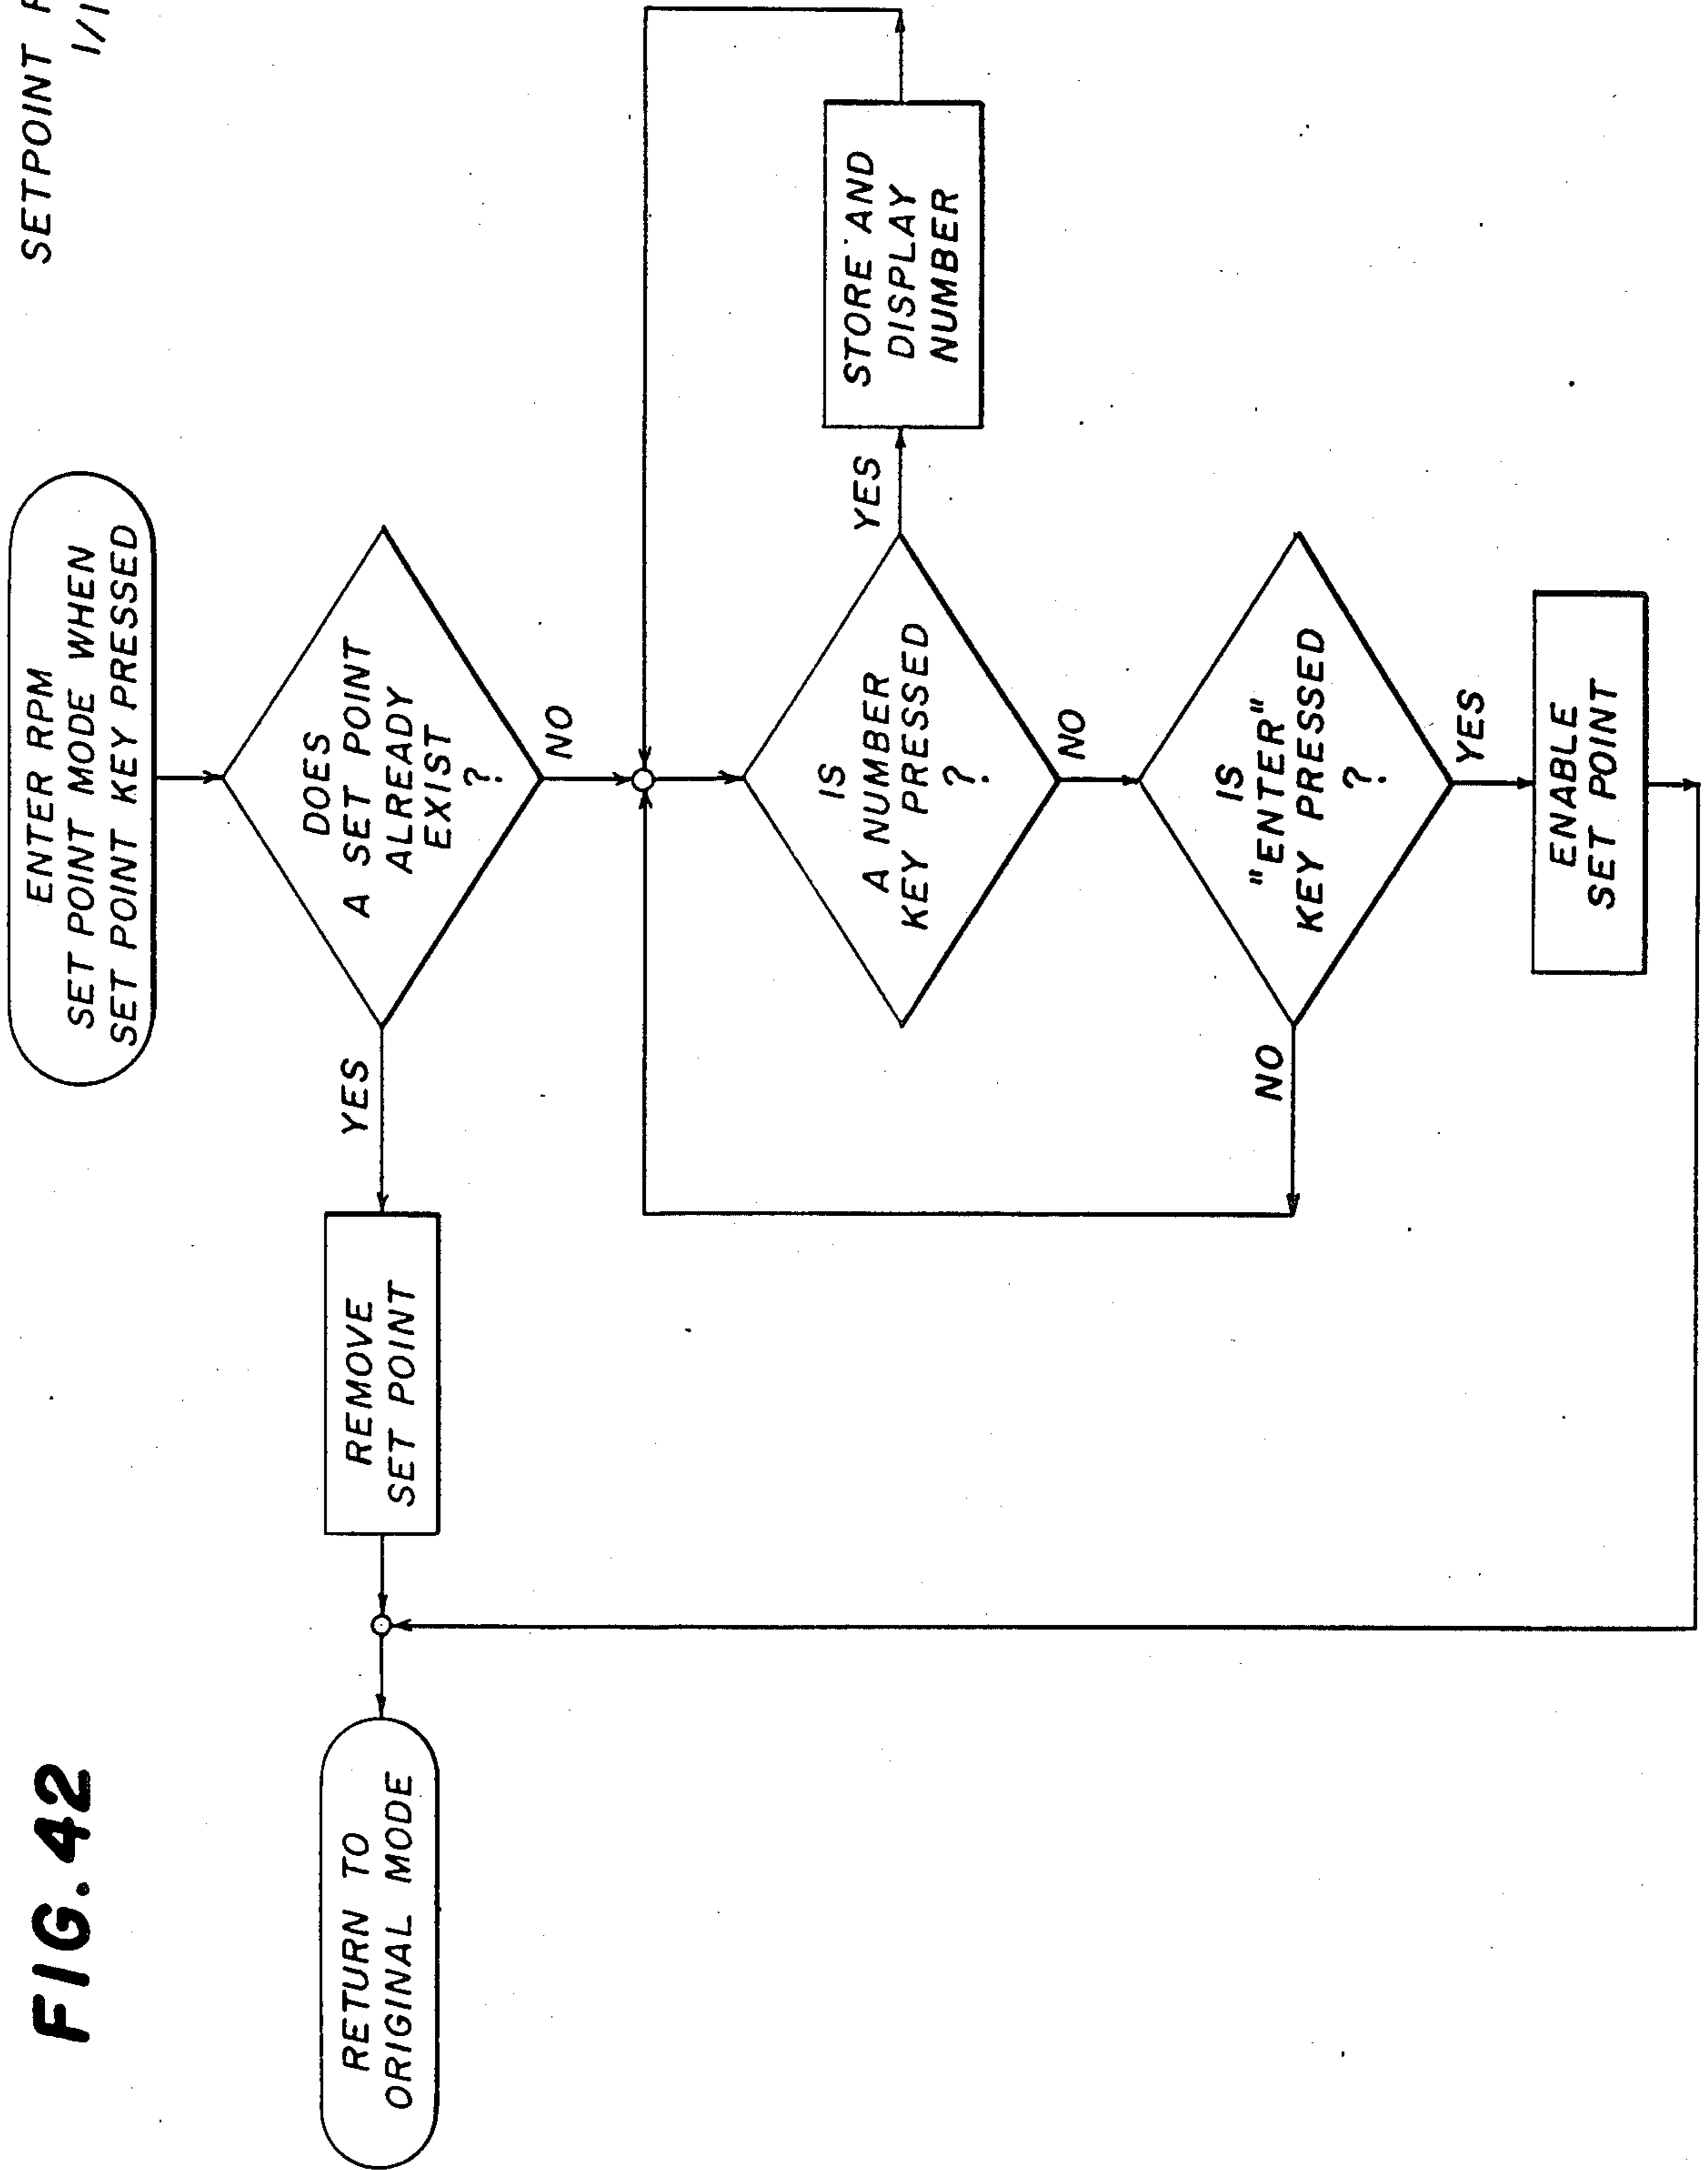 FIG. 42
SETPOINT
1/1
ENTER RPM
SET POINT MODE WHEN
SET POINT KEY PRESSED
DOES
A SET POINT
ALREADY
EXIST
?
YES
NO
REMOVE
SET POINT
RETURN TO
ORIGINAL MODE
IS
A NUMBER
KEY PRESSED
?
YES
NO
STORE AND
DISPLAY
NUMBER
IS
"ENTER"
KEY PRESSED
?
NO
YES
ENABLE
SET POINT